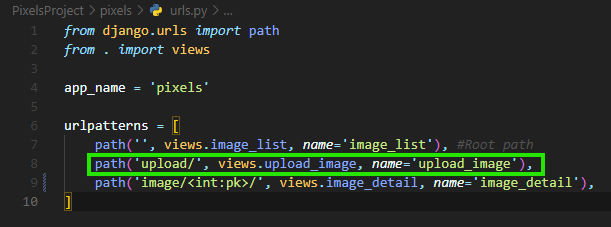 PixelsProject > pixels > urls.py > ...
1 from django.urls import path
2 from . import views
3
4 app_name = 'pixels'
5
6 urlpatterns = [
7 path('', views.image_list, name='image_list'), #Root path
8 path('upload/', views.upload_image, name='upload_image'),
9 path('image/<int:pk>/', views.image_detail, name='image_detail'),
10 ]